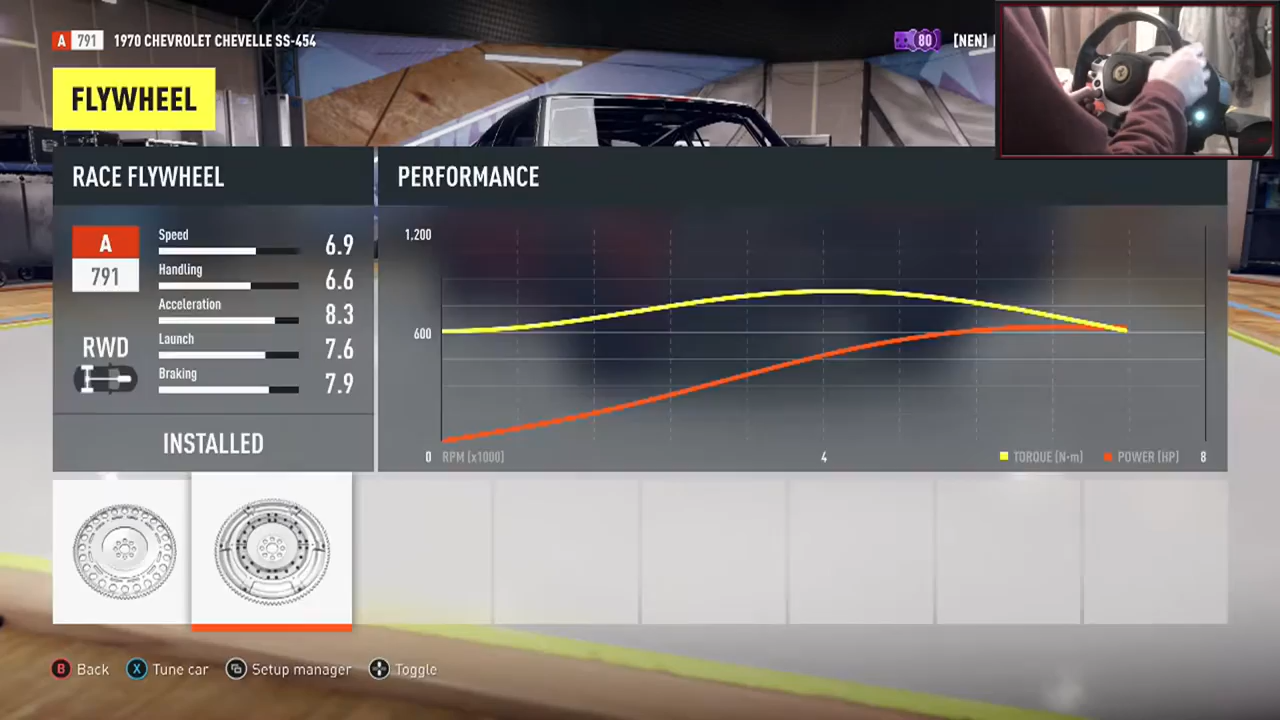 A 791 1970 CHEVROLET CHEVELLE SS-454
80 [NEN]
FLYWHEEL
RACE FLYWHEEL
A
791
RWD
Speed 6.9
Handling 6.6
Acceleration 8.3
Launch 7.6
Braking 7.9
INSTALLED
PERFORMANCE
1,200
600
0 RPM (x1000) 4 TORQUE (N·m) POWER (HP) 8
B Back X Tune car Setup manager Toggle